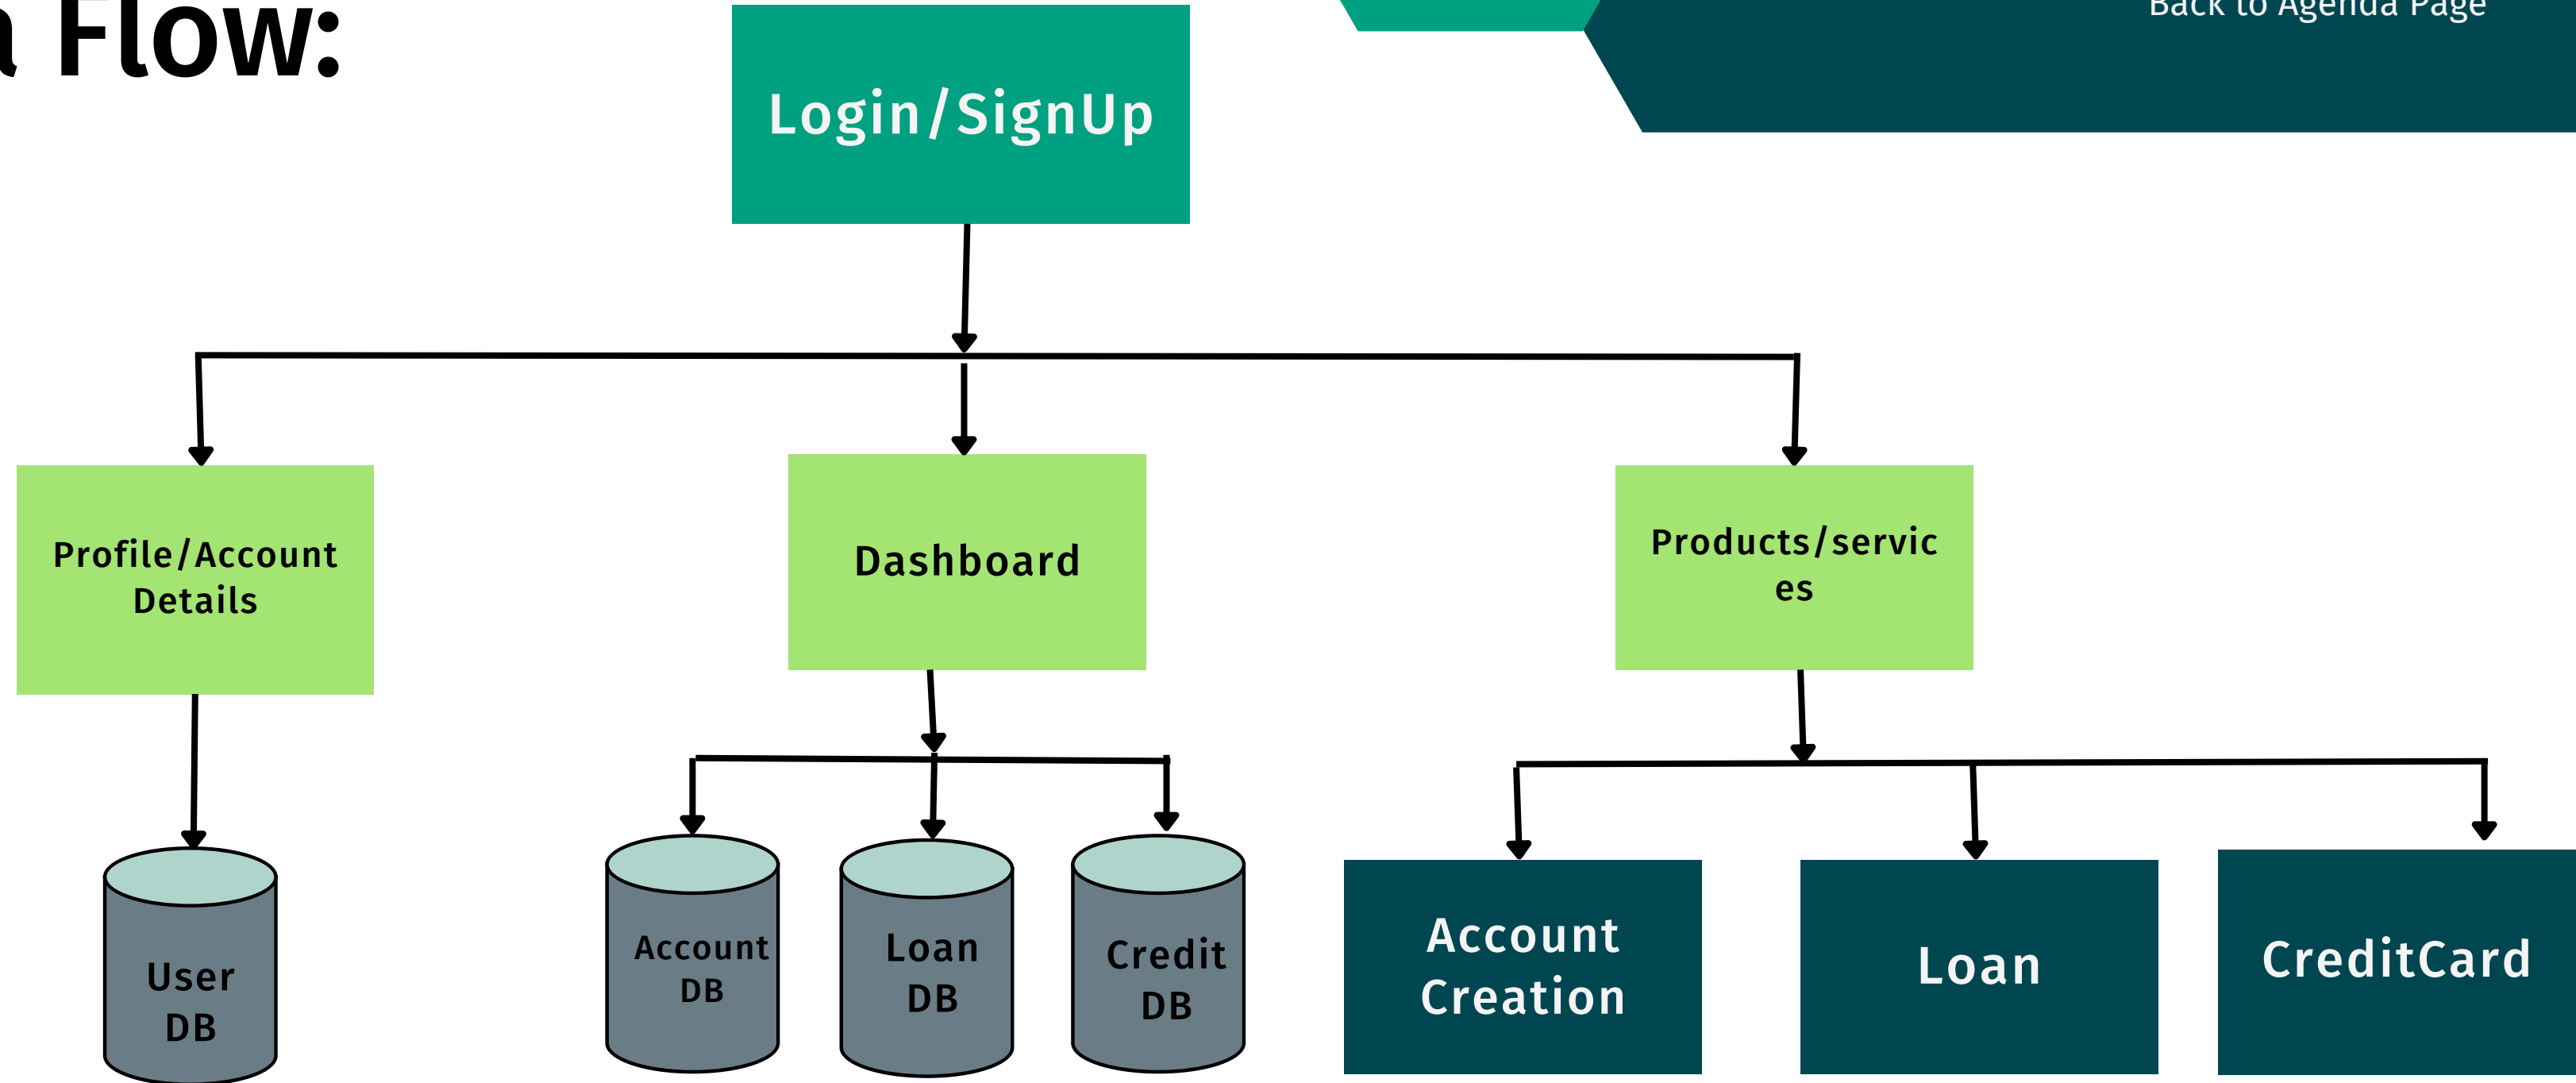 Flow:
Back to Agenda Page
Login/SignUp
Profile/Account
Details
Dashboard
Products/servic
es
User
DB
Account
DB
Loan
DB
Credit
DB
Account
Creation
Loan
CreditCard